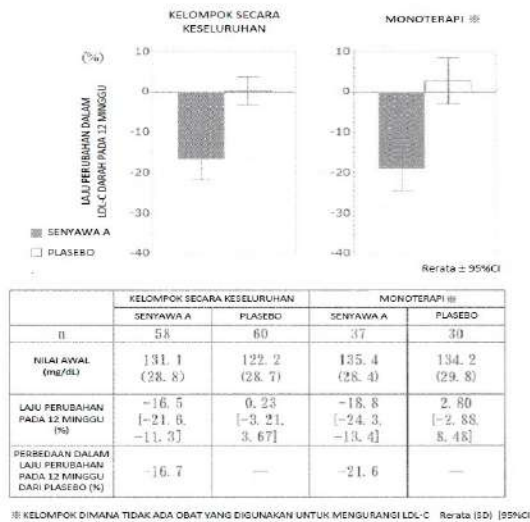 KELOMPOK SECARA
KESELURUHAN
MONOTERAPI ※
(%)
10
0
-10
-20
-30
-40
10
0
-10
-20
-30
-40
LAJU PERUBAHAN DALAM
LDL-C DARAH PADA 12 MINGGU
SENYAWA A
PLASEBO
Rerata ± 95%CI
KELOMPOK SECARA KESELURUHAN MONOTERAPI ※
SENYAWA A PLASEBO SENYAWA A PLASEBO
n 58 60 37 30
NILAI AWAL
(mg/dL)
131.1 122.2 135.4 134.2
(28.8) (28.7) (28.4) (29.8)
LAJU PERUBAHAN
PADA 12 MINGGU
(%)
-16.5 0.23 -18.8 2.80
[-21.6, [-3.21, [-24.3, [-2.88,
-11.3] 3.67] -13.4] 8.48]
PERBEDAAN DALAM
LAJU PERUBAHAN
PADA 12 MINGGU
DARI PLASEBO (%)
-16.7 — -21.6 —
※ KELOMPOK DIMANA TIDAK ADA OBAT YANG DIGUNAKAN UNTUK MENGURANGI LDL-C Rerata (SD) [95%CI